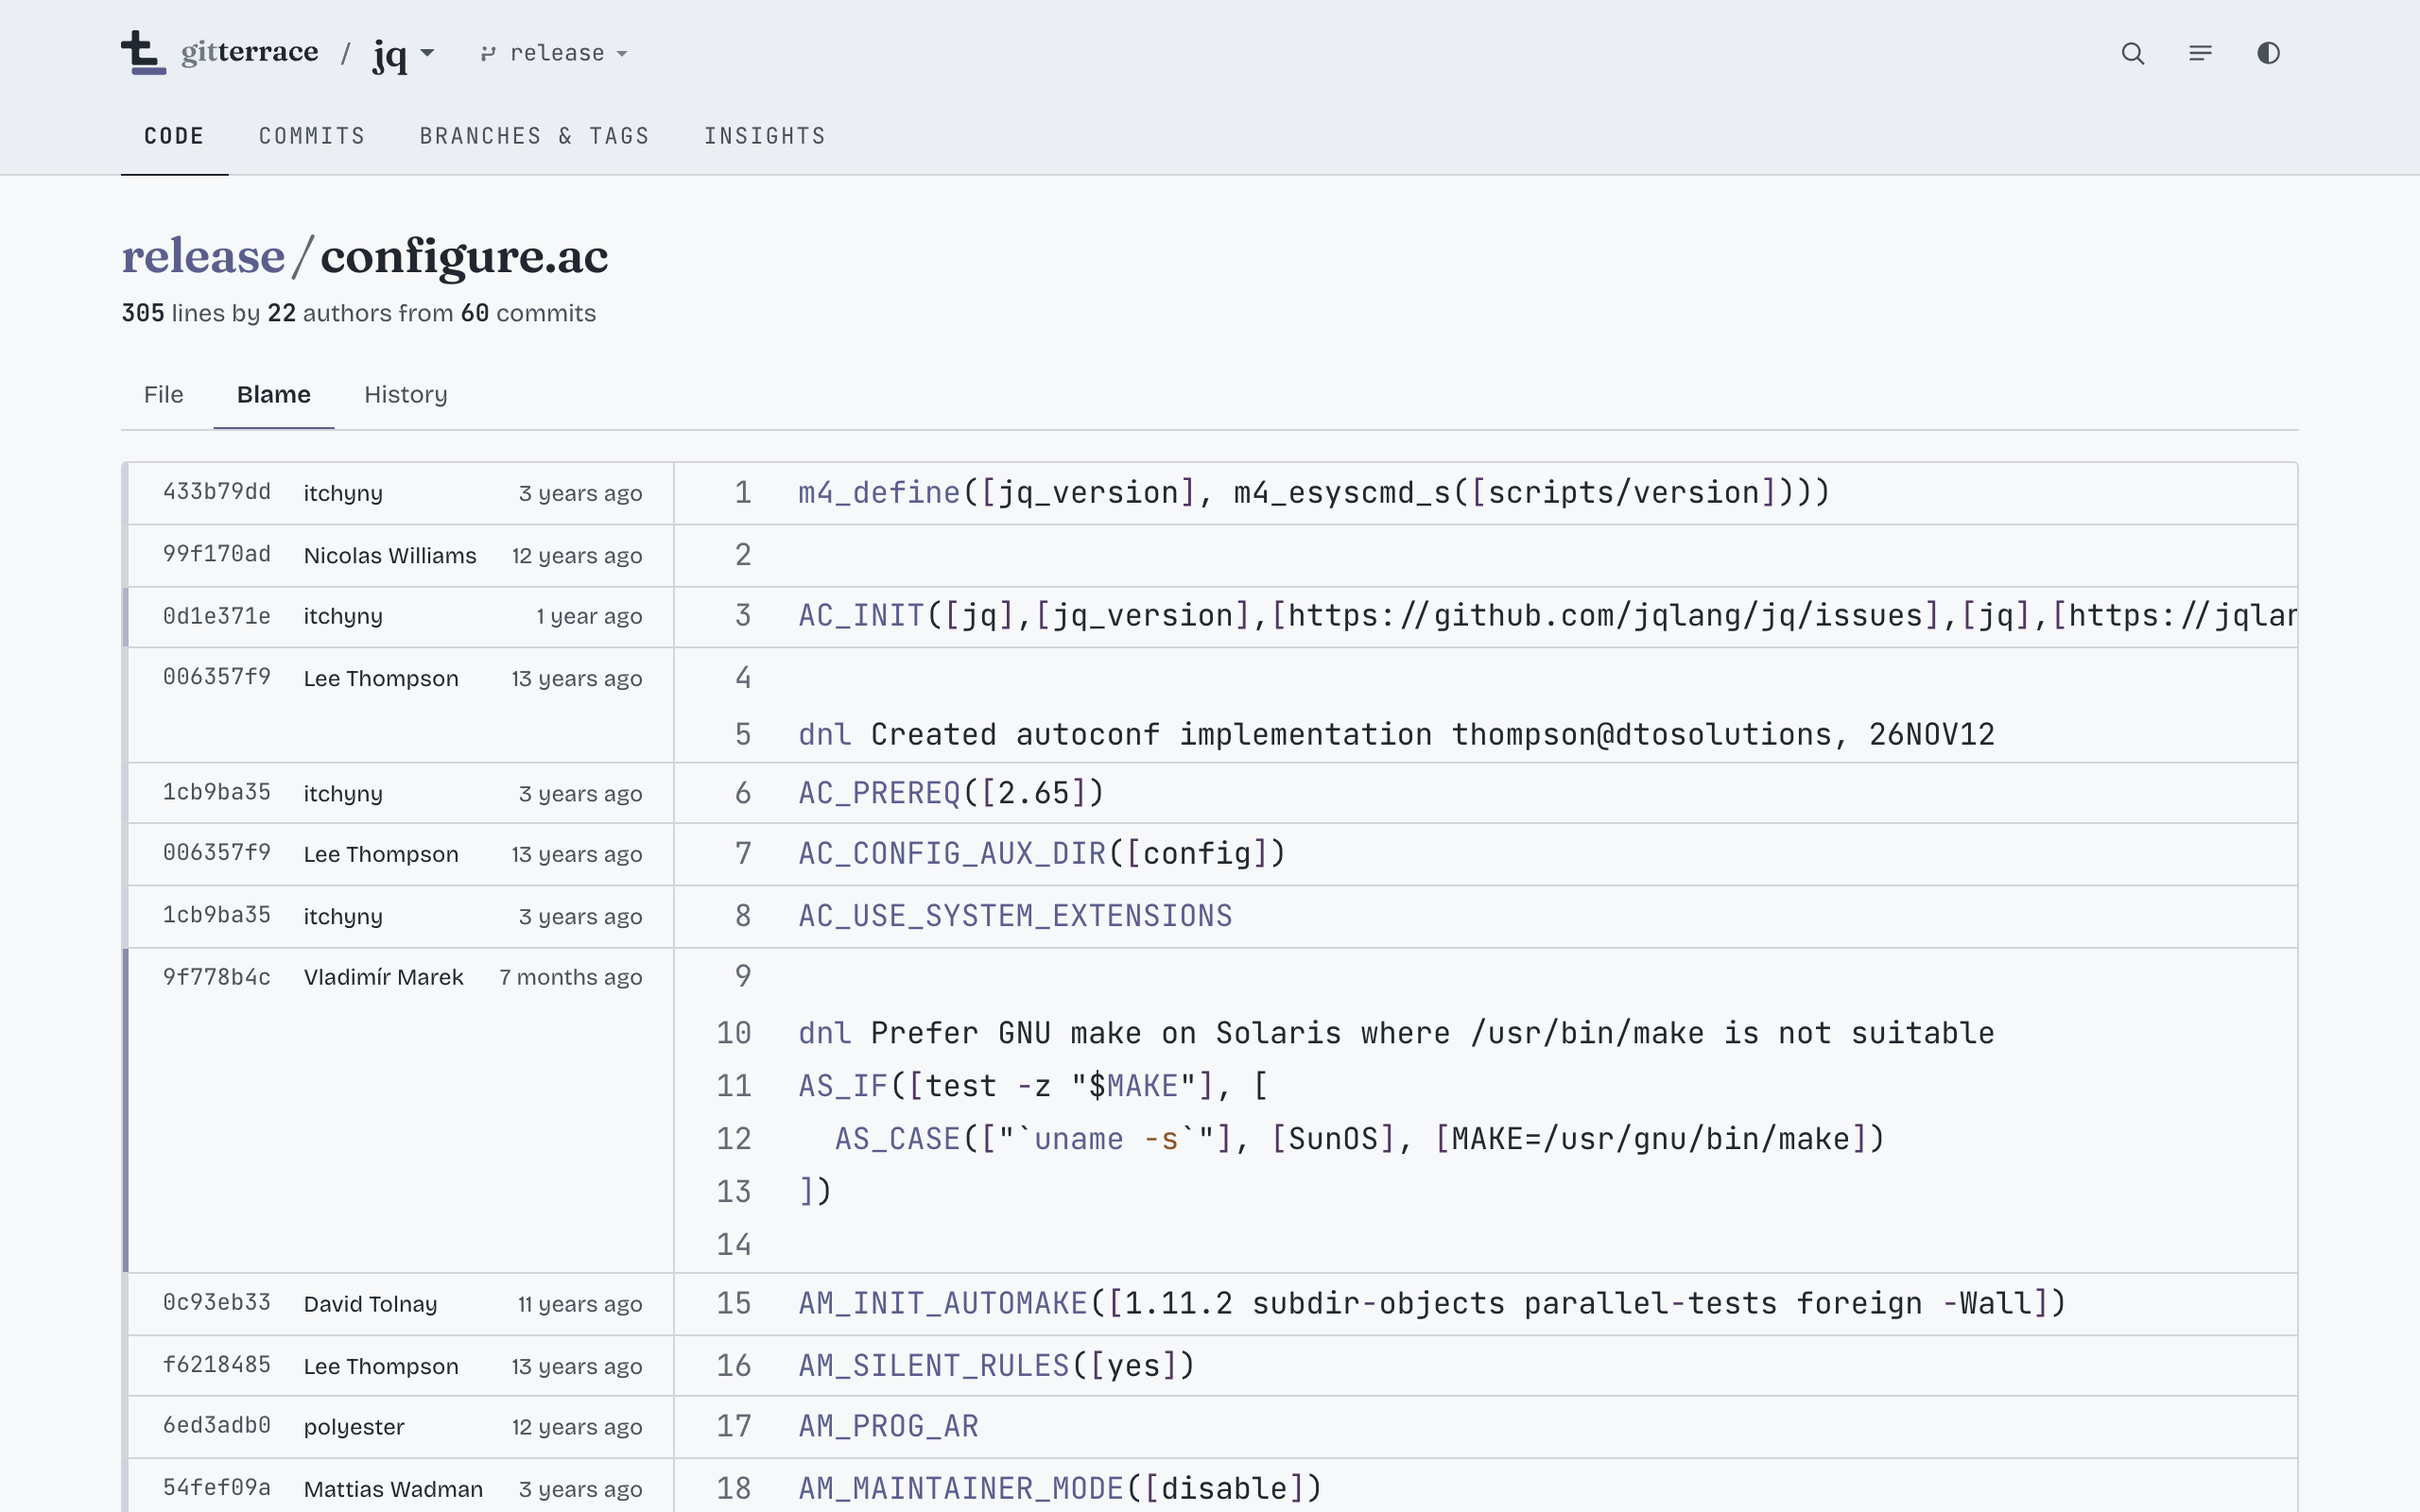 gitterrace / jq release
CODE COMMITS BRANCHES & TAGS INSIGHTS
release/configure.ac
305 lines by 22 authors from 60 commits
File Blame History
433b79dd itchyny 3 years ago 1 m4_define([jq_version], m4_esyscmd_s([scripts/version])))
99f170ad Nicolas Williams 12 years ago 2
0d1e371e itchyny 1 year ago 3 AC_INIT([jq],[jq_version],[https://github.com/jqlang/jq/issues],[jq],[https://jqlan
006357f9 Lee Thompson 13 years ago 4
5 dnl Created autoconf implementation thompson@dtosolutions, 26NOV12
1cb9ba35 itchyny 3 years ago 6 AC_PREREQ([2.65])
006357f9 Lee Thompson 13 years ago 7 AC_CONFIG_AUX_DIR([config])
1cb9ba35 itchyny 3 years ago 8 AC_USE_SYSTEM_EXTENSIONS
9f778b4c Vladimír Marek 7 months ago 9
10 dnl Prefer GNU make on Solaris where /usr/bin/make is not suitable
11 AS_IF([test -z "$MAKE"], [
12 AS_CASE(["`uname -s`"], [SunOS], [MAKE=/usr/gnu/bin/make])
13 ])
14
0c93eb33 David Tolnay 11 years ago 15 AM_INIT_AUTOMAKE([1.11.2 subdir-objects parallel-tests foreign -Wall])
f6218485 Lee Thompson 13 years ago 16 AM_SILENT_RULES([yes])
6ed3adb0 polyester 12 years ago 17 AM_PROG_AR
54fef09a Mattias Wadman 3 years ago 18 AM_MAINTAINER_MODE([disable])